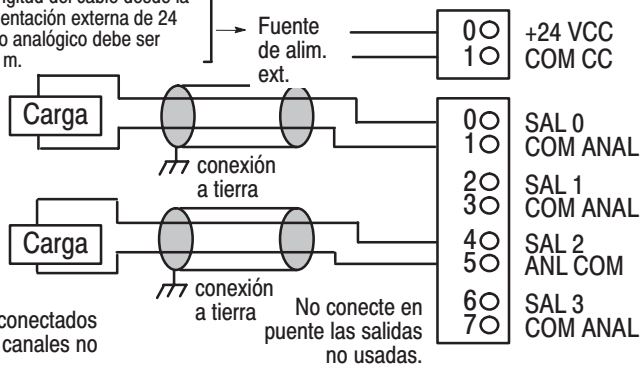 del cable desde la
mentación externa de 24
o analógico debe ser
m.
Fuente
de alim.
ext.
0 +24 VCC
1 COM CC
Carga
conexión
a tierra
0 SAL 0
1 COM ANAL
2 SAL 1
3 COM ANAL
4 SAL 2
5 ANL COM
6 SAL 3
7 COM ANAL
Carga
conexión
a tierra
No conecte en
puente las salidas
no usadas.
conectados
canales no